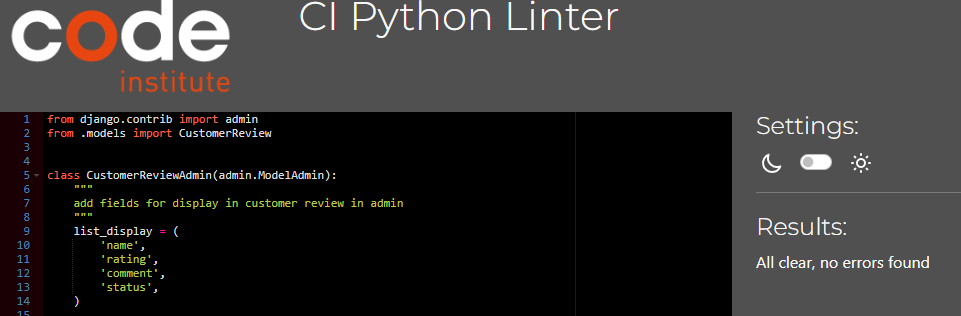 code
institute
CI Python Linter
1 from django.contrib import admin
2 from .models import CustomerReview
3
4
5 class CustomerReviewAdmin(admin.ModelAdmin):
6 """
7 add fields for display in customer review in admin
8 """
9 list_display = (
10 'name',
11 'rating',
12 'comment',
13 'status',
14 )
15
Settings:
Results:
All clear, no errors found